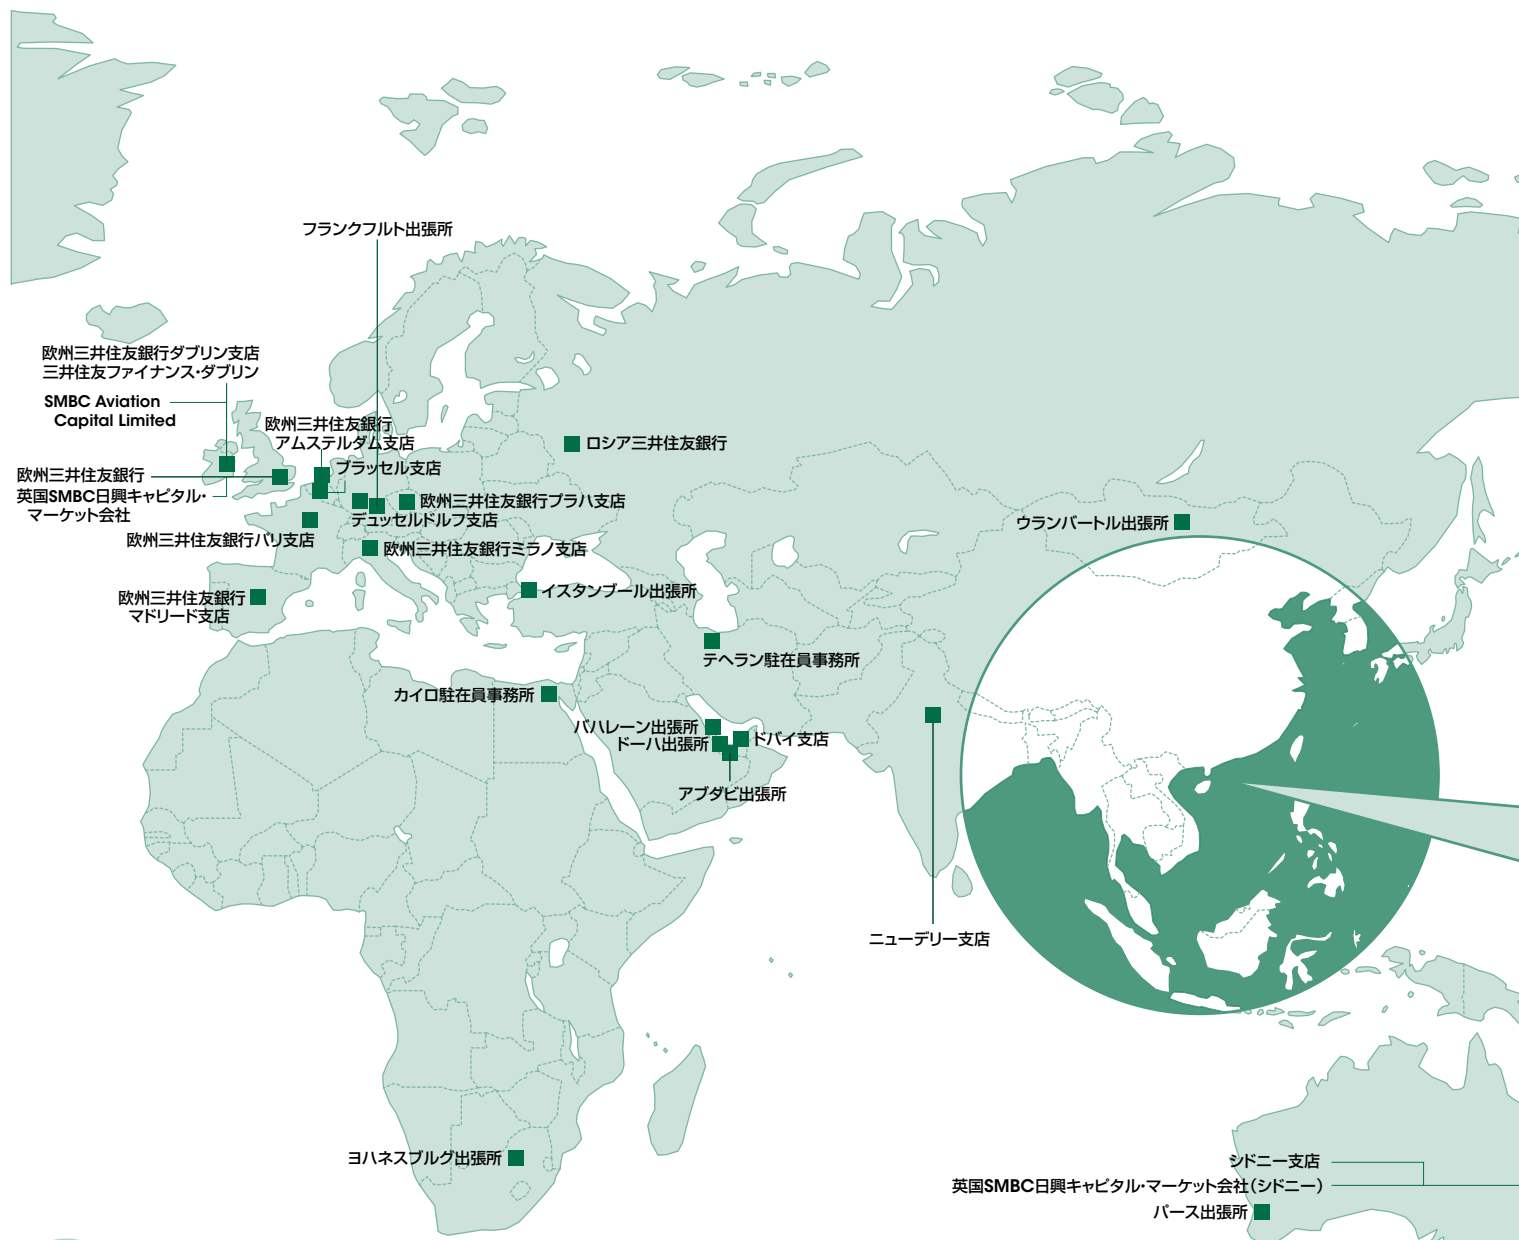 フランクフルト出張所
欧州三井住友銀行ダブリン支店
三井住友ファイナンス・ダブリン
SMBC Aviation
Capital Limited
欧州三井住友銀行
アムステルダム支店
ロシア三井住友銀行
ブラッセル支店
欧州三井住友銀行
英国SMBC日興キャピタル・
マーケット会社
欧州三井住友銀行プラハ支店
デュッセルドルフ支店
欧州三井住友銀行パリ支店
欧州三井住友銀行ミラノ支店
ウランバートル出張所
イスタンブール出張所
欧州三井住友銀行
マドリード支店
テヘラン駐在員事務所
カイロ駐在員事務所
バハレーン出張所
ドーハ出張所
ドバイ支店
アブダビ出張所
ニューデリー支店
ヨハネスブルグ出張所
シドニー支店
英国SMBC日興キャピタル・マーケット会社(シドニー)
パース出張所